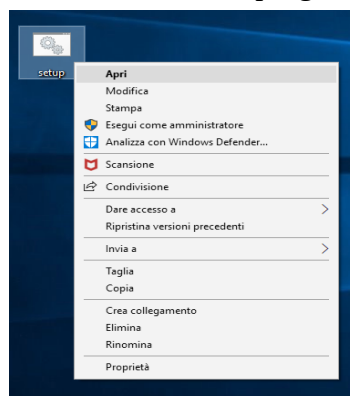 setup
Apri
Modifica
Stampa
Esegui come amministratore
Analizza con Windows Defender...
Scansione
Condivisione
Dare accesso a
Ripristina versioni precedenti
Invia a
Taglia
Copia
Crea collegamento
Elimina
Rinomina
Proprietà